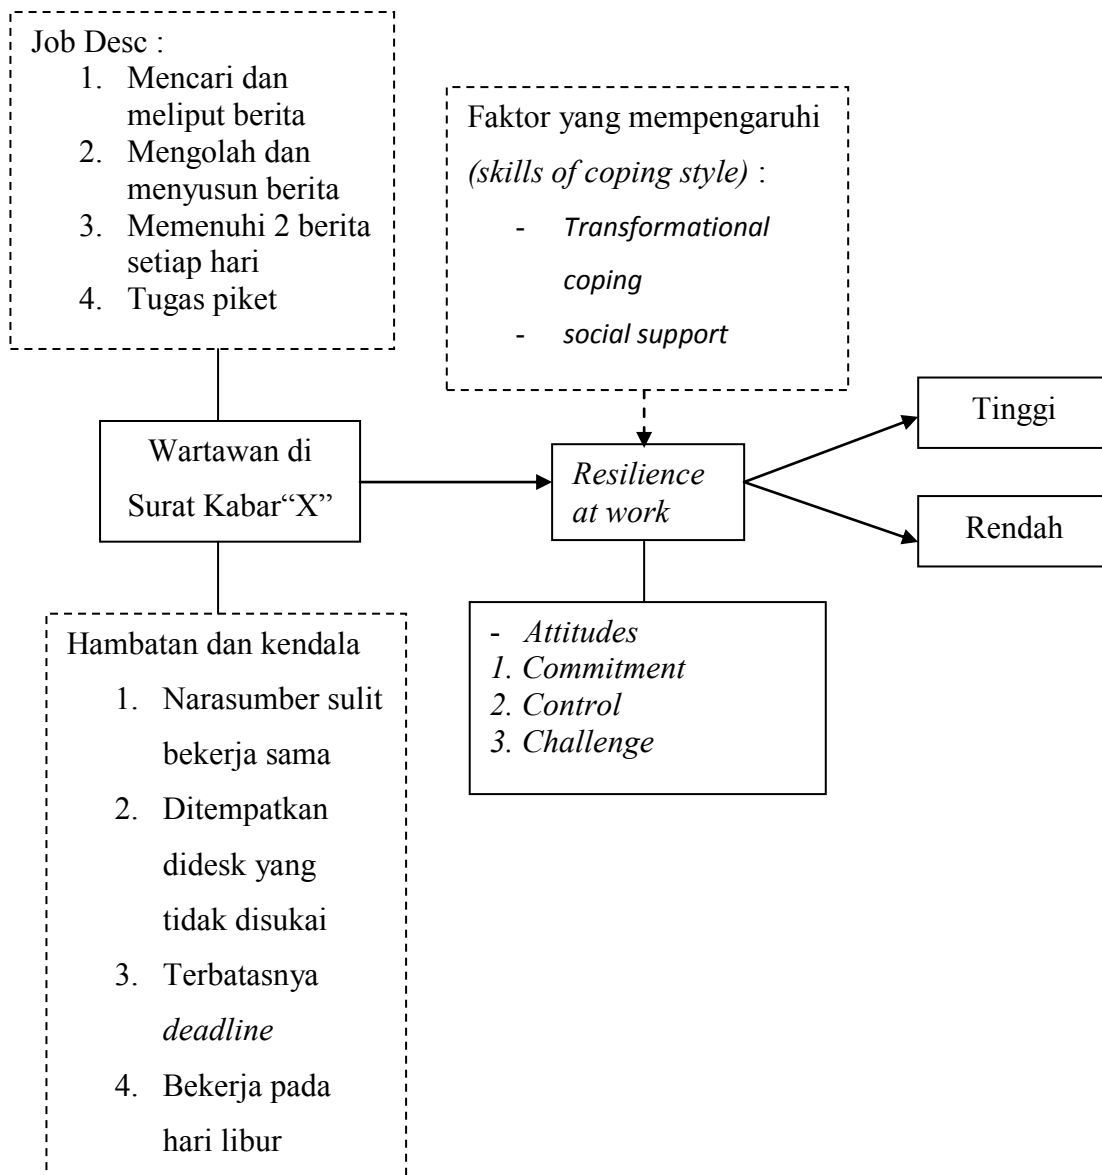 Job Desc :
1. Mencari dan
meliput berita
2. Mengolah dan
menyusun berita
3. Memenuhi 2 berita
setiap hari
4. Tugas piket
Faktor yang mempengaruhi
(skills of coping style) :
- Transformational
coping
- social support
Wartawan di
Surat Kabar“X”
Resilience
at work
Tinggi
Rendah
Hambatan dan kendala
1. Narasumber sulit
bekerja sama
2. Ditempatkan
didesk yang
tidak disukai
3. Terbatasnya
deadline
4. Bekerja pada
hari libur
- Attitudes
1. Commitment
2. Control
3. Challenge